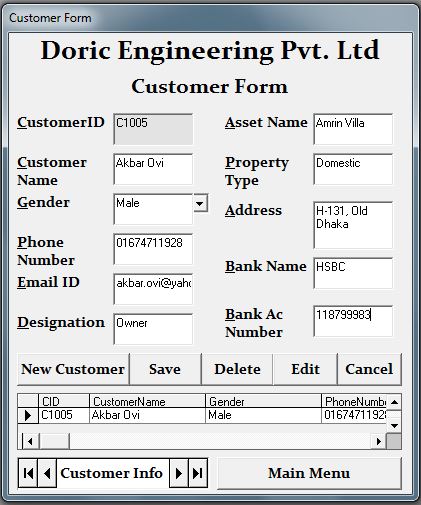 Customer Form
Doric Engineering Pvt. Ltd
Customer Form
CustomerID C1005
Asset Name Amrin Villa
Customer Name Akbar Ovi
Property Type Domestic
Gender Male
Address H-131, Old Dhaka
Phone Number 01674711928
Email ID akbar.ovi@yaho
Bank Name HSBC
Designation Owner
Bank Ac Number 118799983
New Customer Save Delete Edit Cancel
CID CustomerName Gender PhoneNumbe
C1005 Akbar Ovi Male 01674711928
Customer Info Main Menu